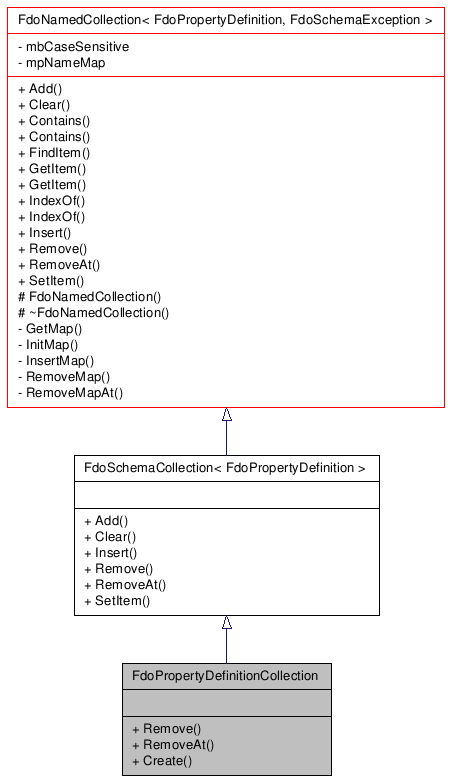 FdoNamedCollection< FdoPropertyDefinition, FdoSchemaException >
- mbCaseSensitive
- mpNameMap
+ Add()
+ Clear()
+ Contains()
+ Contains()
+ FindItem()
+ GetItem()
+ GetItem()
+ IndexOf()
+ IndexOf()
+ Insert()
+ Remove()
+ RemoveAt()
+ SetItem()
# FdoNamedCollection()
# ~FdoNamedCollection()
- GetMap()
- InitMap()
- InsertMap()
- RemoveMap()
- RemoveMapAt()
FdoSchemaCollection< FdoPropertyDefinition >
+ Add()
+ Clear()
+ Insert()
+ Remove()
+ RemoveAt()
+ SetItem()
FdoPropertyDefinitionCollection
+ Remove()
+ RemoveAt()
+ Create()